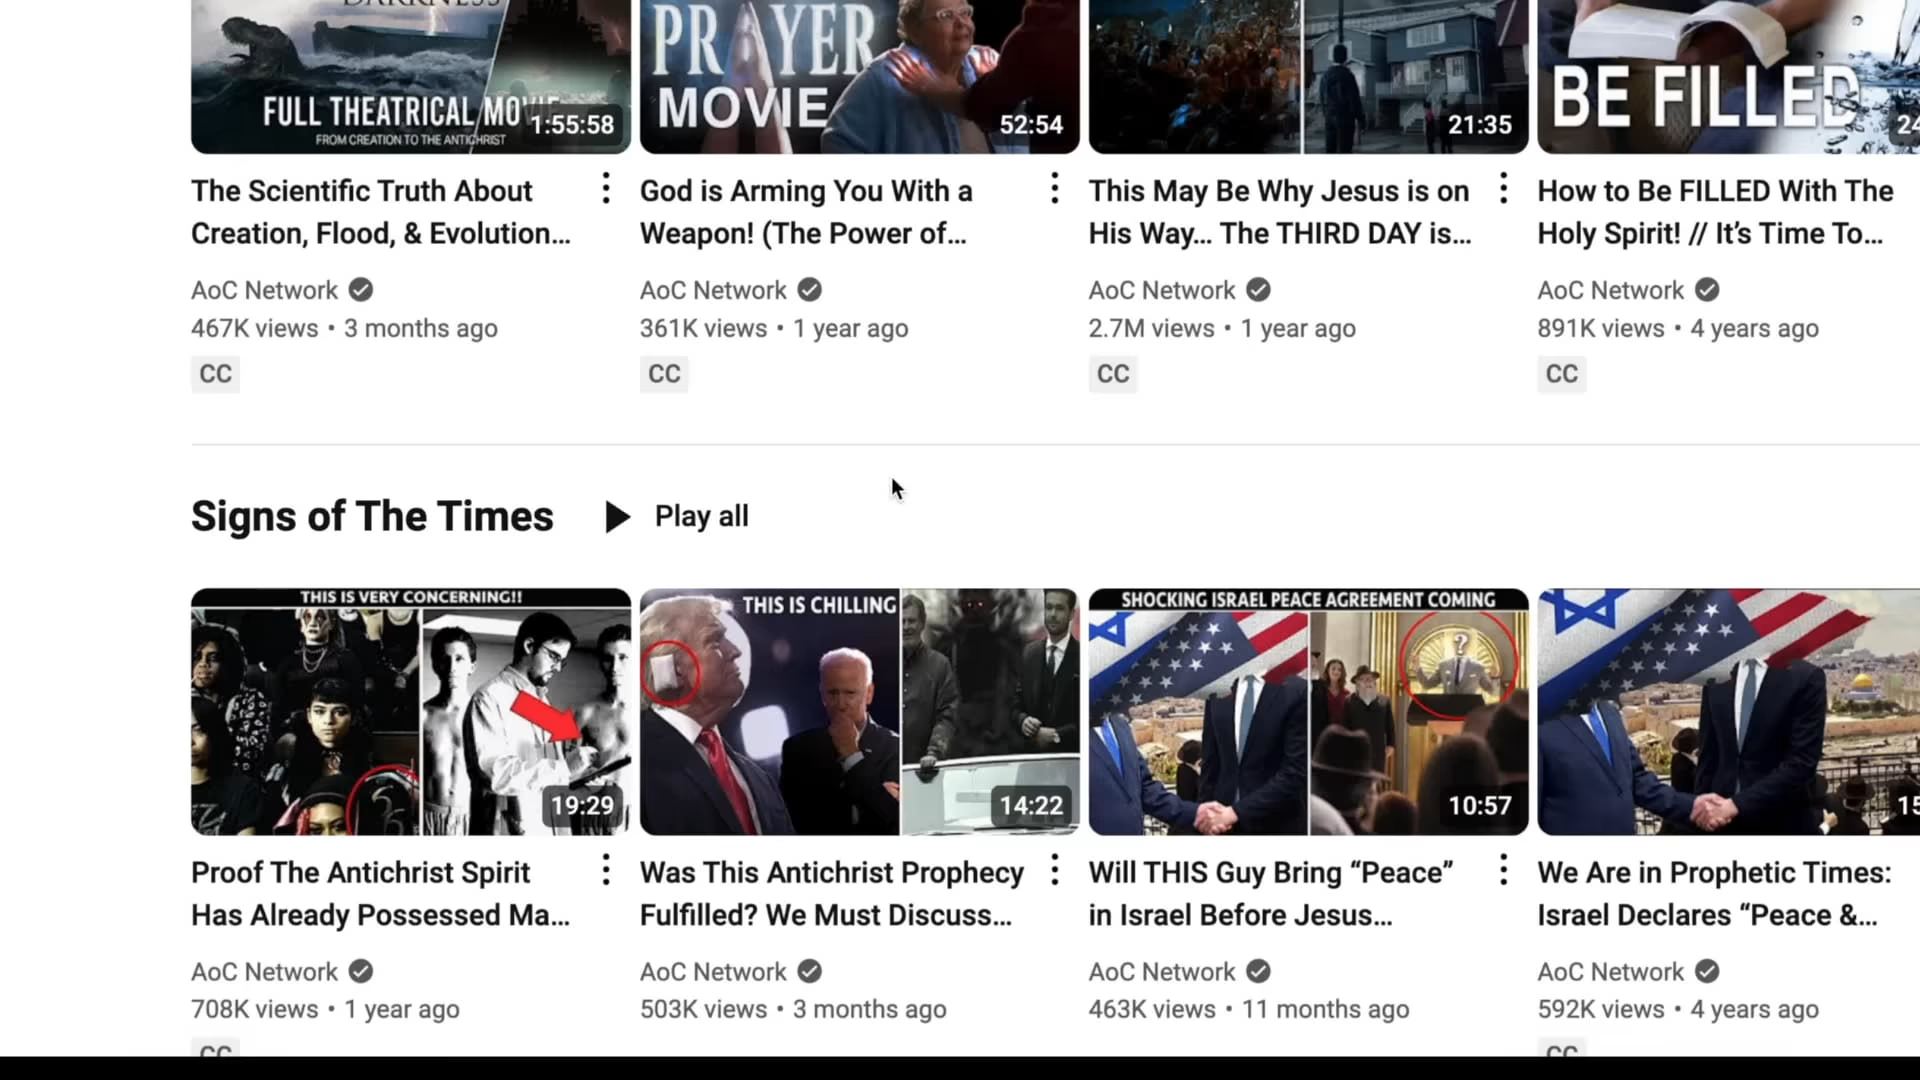 DARKNESS
FULL THEATRICAL MOVIE
FROM CREATION TO THE ANTICHRIST
1:55:58
PRAYER
MOVIE
52:54
21:35
BE FILLED
The Scientific Truth About
Creation, Flood, & Evolution...
AoC Network
467K views • 3 months ago
CC
God is Arming You With a
Weapon! (The Power of...
AoC Network
361K views • 1 year ago
CC
This May Be Why Jesus is on
His Way... The THIRD DAY is...
AoC Network
2.7M views • 1 year ago
CC
How to Be FILLED With The
Holy Spirit! // It’s Time To...
AoC Network
891K views • 4 years ago
CC
Signs of The Times
Play all
THIS IS VERY CONCERNING!!
19:29
THIS IS CHILLING
14:22
SHOCKING ISRAEL PEACE AGREEMENT COMING
?
10:57
Proof The Antichrist Spirit
Has Already Possessed Ma...
AoC Network
708K views • 1 year ago
CC
Was This Antichrist Prophecy
Fulfilled? We Must Discuss...
AoC Network
503K views • 3 months ago
Will THIS Guy Bring “Peace”
in Israel Before Jesus...
AoC Network
463K views • 11 months ago
We Are in Prophetic Times:
Israel Declares “Peace &...
AoC Network
592K views • 4 years ago
CC